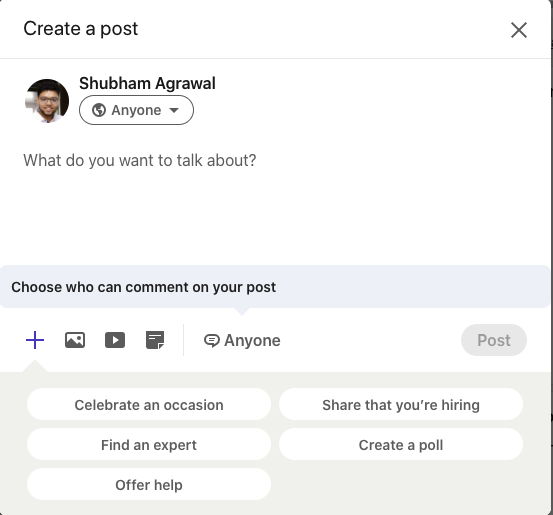 Create a post
Shubham Agrawal
Anyone
What do you want to talk about?
Choose who can comment on your post
Anyone
Post
Celebrate an occasion
Share that you’re hiring
Find an expert
Create a poll
Offer help